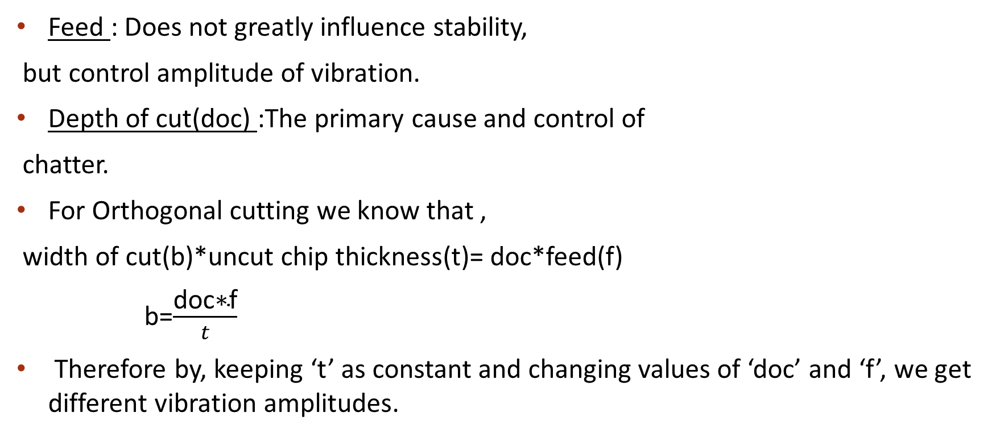 • Feed : Does not greatly influence stability,
but control amplitude of vibration.
• Depth of cut(doc) :The primary cause and control of
chatter.
• For Orthogonal cutting we know that ,
width of cut(b)*uncut chip thickness(t)= doc*feed(f)
b=doc*.f/t
• Therefore by, keeping ‘t’ as constant and changing values of ‘doc’ and ‘f’, we get
different vibration amplitudes.